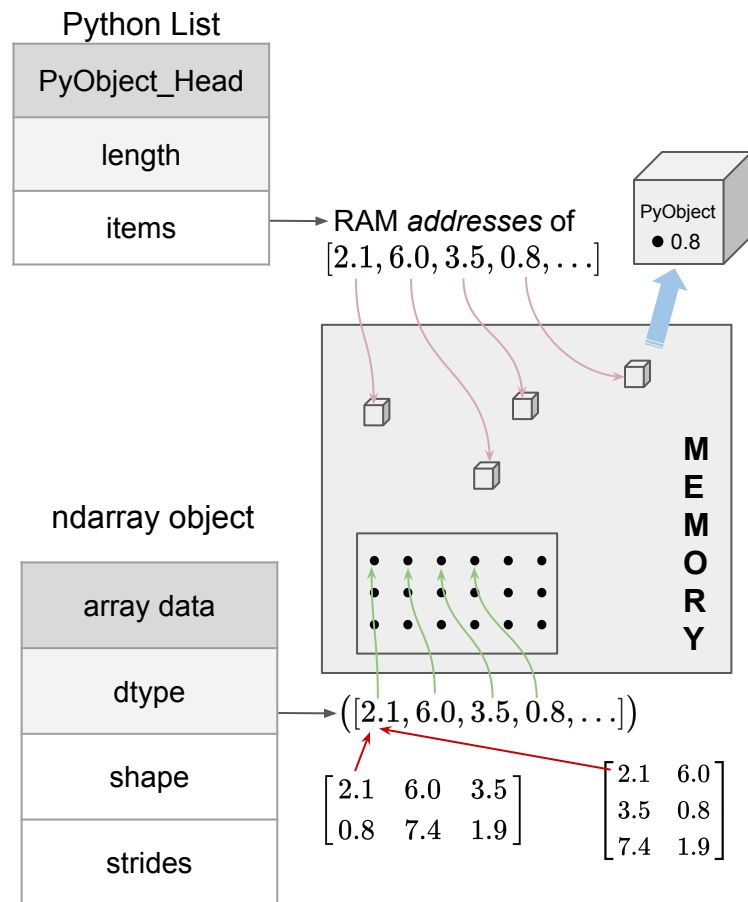 Python List
PyObject_Head
length
items
RAM addresses of
[2.1, 6.0, 3.5, 0.8, ...]
PyObject
• 0.8
MEMORY
ndarray object
array data
dtype
shape
strides
([2.1, 6.0, 3.5, 0.8, ...])
2.1 6.0 3.5
0.8 7.4 1.9
2.1 6.0
3.5 0.8
7.4 1.9